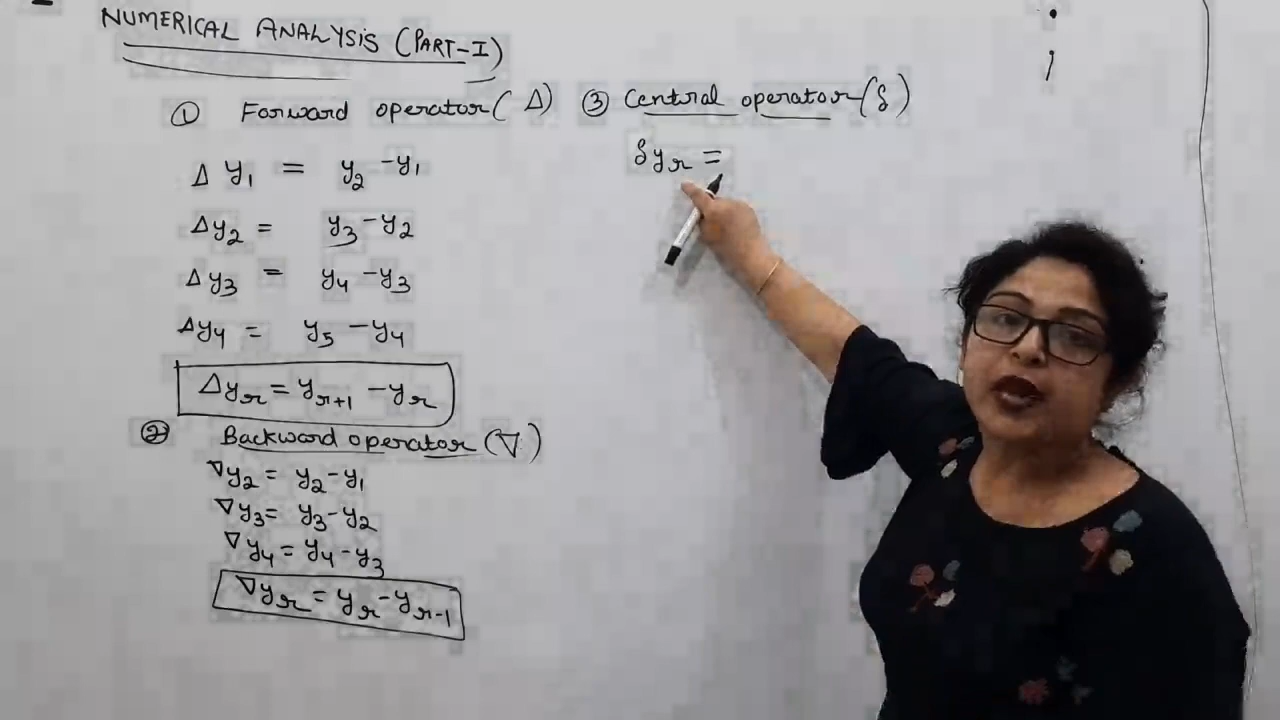 NUMERICAL ANALYSIS (PART-I)
① Forward operator (Δ)
Δ y₁ = y₂ - y₁
Δy₂ = y₃ - y₂
Δy₃ = y₄ - y₃
Δy₄ = y₅ - y₄
Δyᵣ = yᵣ₊₁ - yᵣ
② Backward operator (∇)
∇y₂ = y₂ - y₁
∇y₃ = y₃ - y₂
∇y₄ = y₄ - y₃
∇yᵣ = yᵣ - yᵣ₋₁
③ Central operator (δ)
δyᵣ =